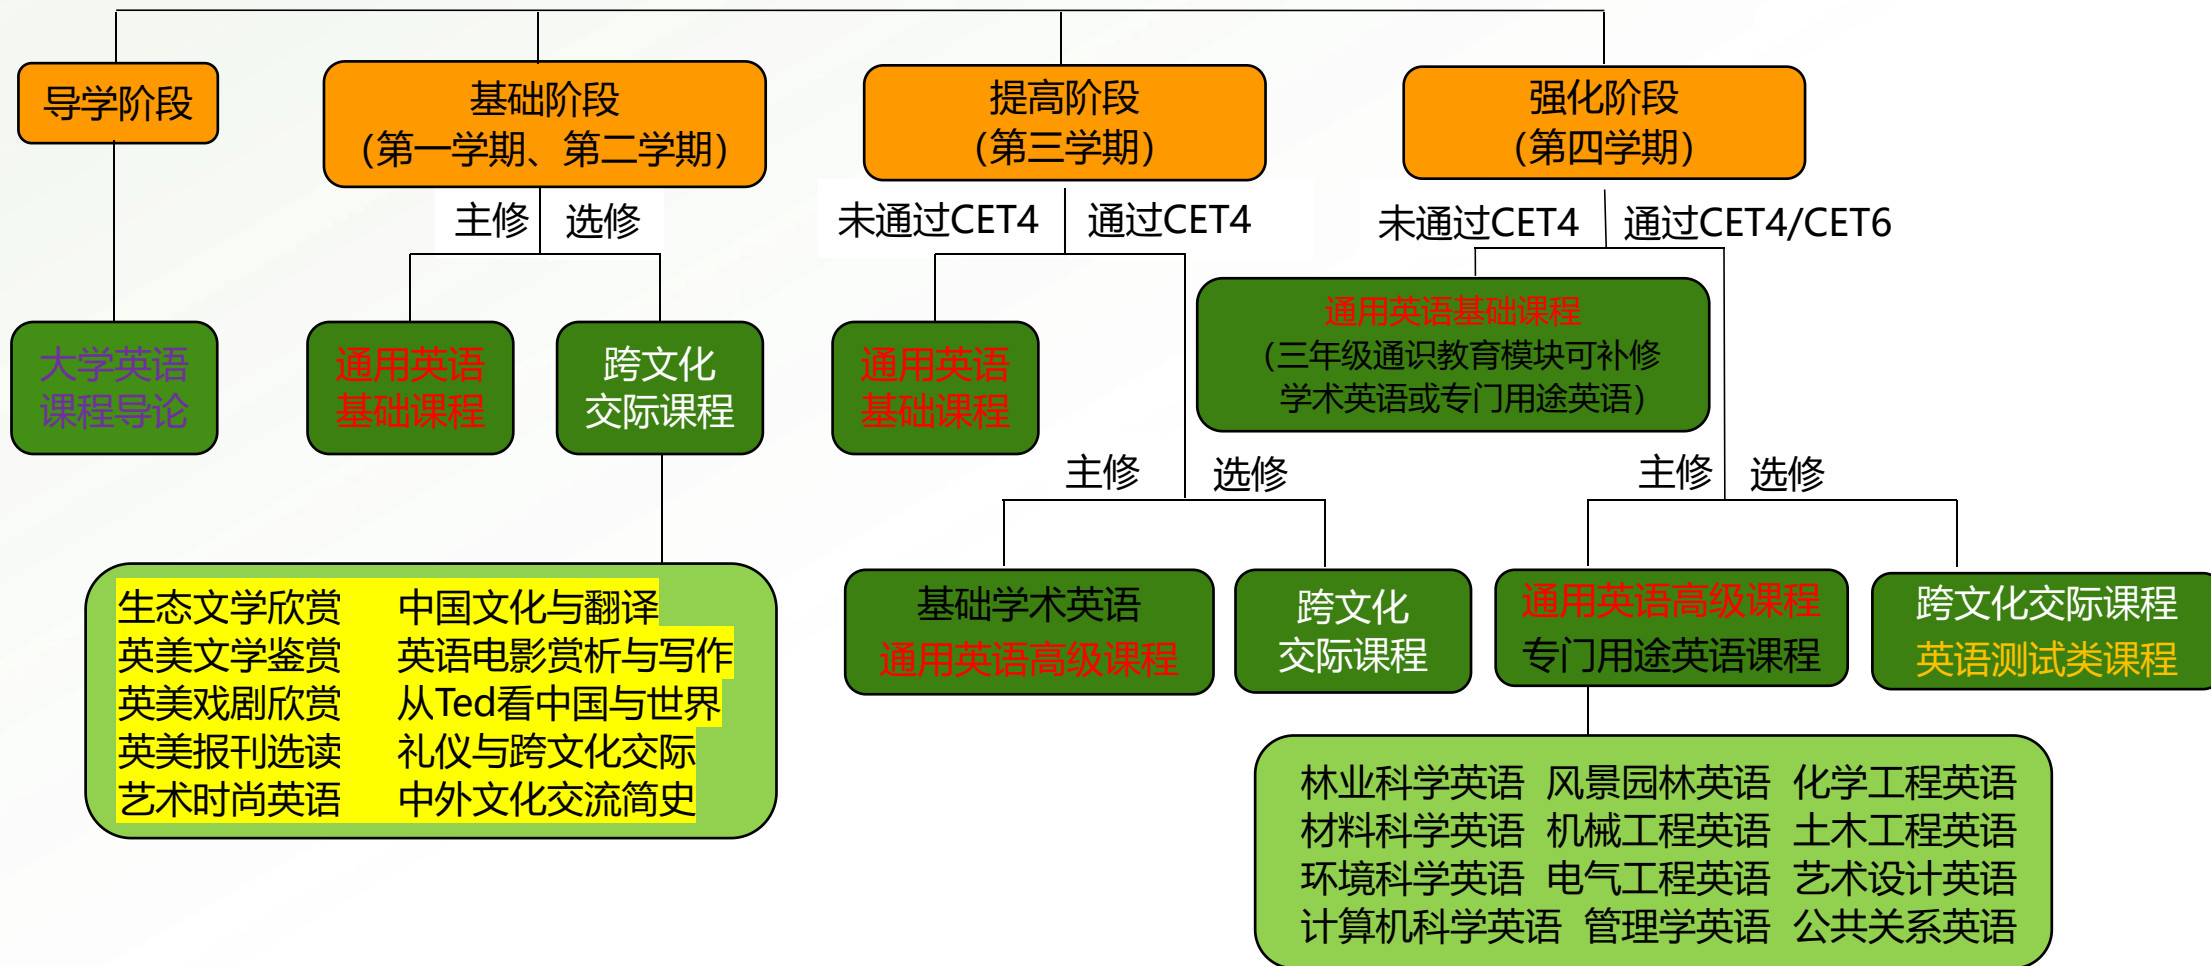 导学阶段
基础阶段
（第一学期、第二学期）
提高阶段
（第三学期）
强化阶段
（第四学期）
主修 选修
未通过CET4 通过CET4
未通过CET4 通过CET4/CET6
大学英语
课程导论
通用英语
基础课程
跨文化
交际课程
通用英语
基础课程
通用英语基础课程
（三年级通识教育模块可补修
学术英语或专门用途英语）
主修 选修
主修 选修
生态文学欣赏 中国文化与翻译
英美文学鉴赏 英语电影赏析与写作
英美戏剧欣赏 从Ted看中国与世界
英美报刊选读 礼仪与跨文化交际
艺术时尚英语 中外文化交流简史
基础学术英语
通用英语高级课程
跨文化
交际课程
通用英语高级课程
专门用途英语课程
跨文化交际课程
英语测试类课程
林业科学英语 风景园林英语 化学工程英语
材料科学英语 机械工程英语 土木工程英语
环境科学英语 电气工程英语 艺术设计英语
计算机科学英语 管理学英语 公共关系英语